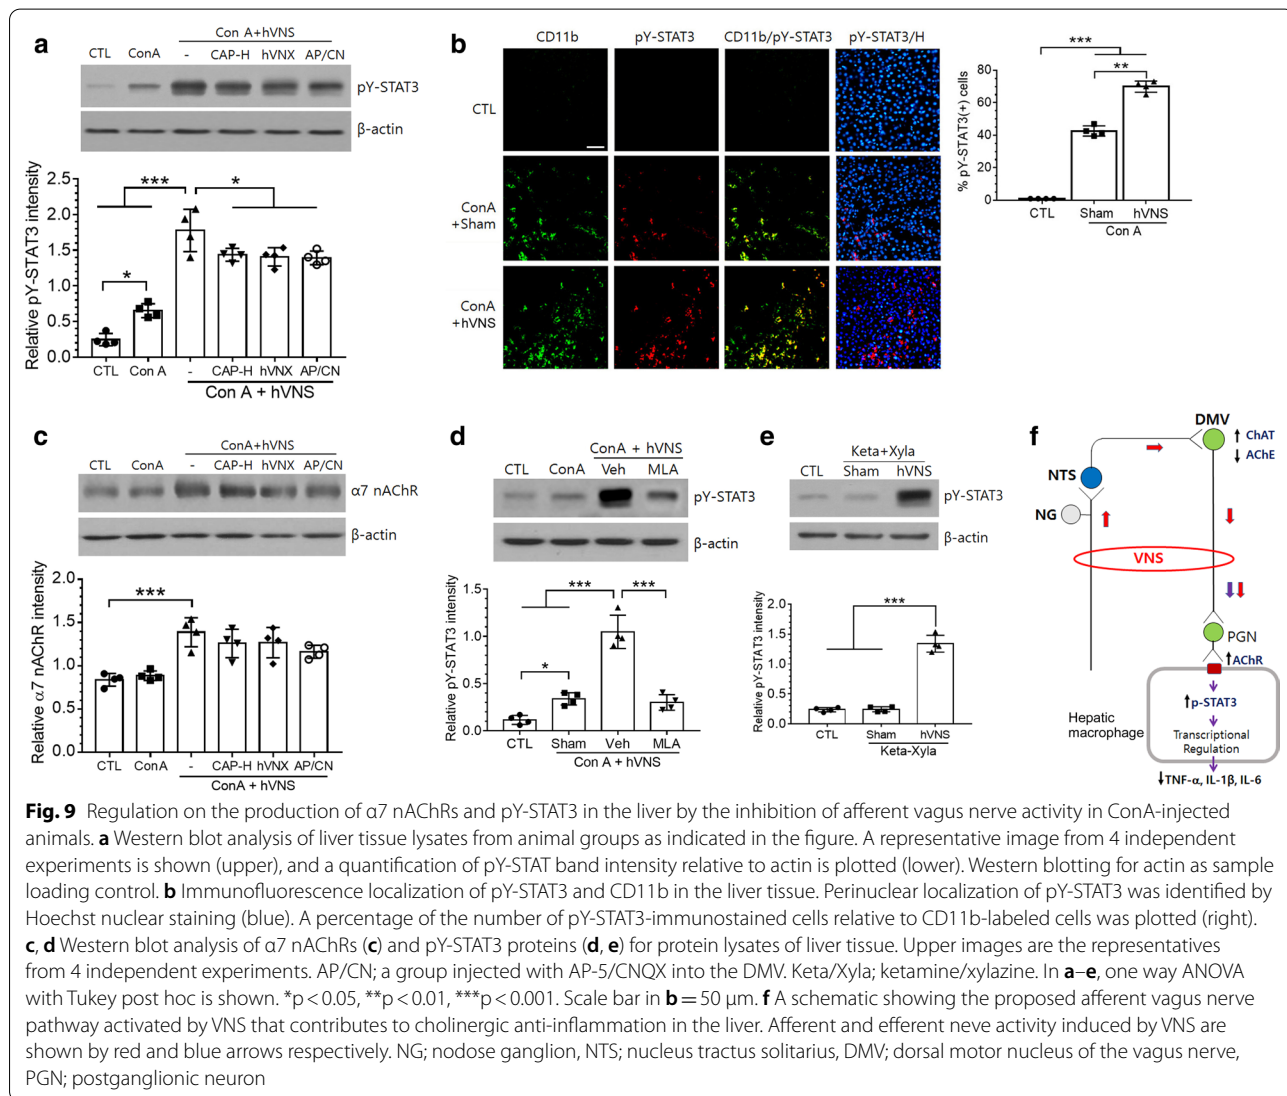 a
Con A+hVNS
CTL ConA - CAP-H hVNX AP/CN
pY-STAT3
β-actin
Relative pY-STAT3 intensity
2.5
2.0
1.5
1.0
0.5
0.0
***
*
*
CTL Con A - CAP-H hVNX AP/CN
Con A + hVNS
b
CD11b pY-STAT3 CD11b/pY-STAT3 pY-STAT3/H
CTL
ConA
+Sham
ConA
+hVNS
% pY-STAT3(+) cells
80
60
40
20
0
***
**
CTL Sham hVNS
Con A
c
ConA+hVNS
CTL ConA - CAP-H hVNX AP/CN
α7 nAChR
β-actin
Relative α7 nAChR intensity
2.0
1.5
1.0
0.5
0.0
***
CTL ConA - CAP-H hVNX AP/CN
ConA + hVNS
d
ConA + hVNS
CTL ConA Veh MLA
pY-STAT3
β-actin
Relative pY-STAT3 intensity
1.5
1.0
0.5
0.0
*** ***
*
CTL Sham Veh MLA
Con A + hVNS
e
Keta+Xyla
CTL Sham hVNS
pY-STAT3
β-actin
Relative pY-STAT3 intensity
2.0
1.5
1.0
0.5
0.0
***
CTL Sham hVNS
Keta-Xyla
f
DMV
↑ ChAT
↓ AChE
NTS
NG
VNS
PGN
↑AChR
↑p-STAT3
Hepatic
macrophage
Transcriptional
Regulation
↓TNF-α, IL-1β, IL-6
Fig. 9 Regulation on the production of α7 nAChRs and pY-STAT3 in the liver by the inhibition of afferent vagus nerve activity in ConA-injected
animals. a Western blot analysis of liver tissue lysates from animal groups as indicated in the figure. A representative image from 4 independent
experiments is shown (upper), and a quantification of pY-STAT band intensity relative to actin is plotted (lower). Western blotting for actin as sample
loading control. b Immunofluorescence localization of pY-STAT3 and CD11b in the liver tissue. Perinuclear localization of pY-STAT3 was identified by
Hoechst nuclear staining (blue). A percentage of the number of pY-STAT3-immunostained cells relative to CD11b-labeled cells was plotted (right).
c, d Western blot analysis of α7 nAChRs (c) and pY-STAT3 proteins (d, e) for protein lysates of liver tissue. Upper images are the representatives
from 4 independent experiments. AP/CN; a group injected with AP-5/CNQX into the DMV. Keta/Xyla; ketamine/xylazine. In a–e, one way ANOVA
with Tukey post hoc is shown. *p < 0.05, **p < 0.01, ***p < 0.001. Scale bar in b = 50 μm. f A schematic showing the proposed afferent vagus nerve
pathway activated by VNS that contributes to cholinergic anti-inflammation in the liver. Afferent and efferent neve activity induced by VNS are
shown by red and blue arrows respectively. NG; nodose ganglion, NTS; nucleus tractus solitarius, DMV; dorsal motor nucleus of the vagus nerve,
PGN; postganglionic neuron